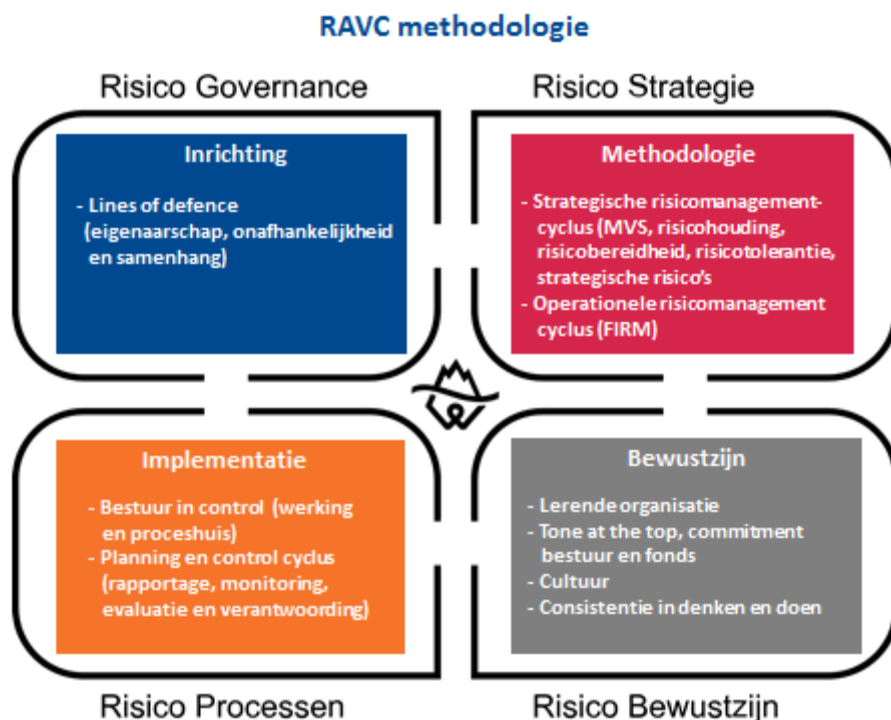 RAVC methodologie
Risico Governance
Inrichting
- Lines of defence
(eigenaarschap, onafhankelijkheid
en samenhang)
Risico Strategie
Methodologie
- Strategische risicomanagement-
cyclus (MVS, risicohouding,
risicobereidheid, risicotolerantie,
strategische risico's
- Operationele risicomanagement
cyclus (FIRM)
Implementatie
- Bestuur in control (werking
en proceshuis)
- Planning en control cyclus
(rapportage, monitoring,
evaluatie en verantwoording)
Risico Processen
Bewustzijn
- Lerende organisatie
- Tone at the top, commitment
bestuur en fonds
- Cultuur
- Consistentie in denken en doen
Risico Bewustzijn